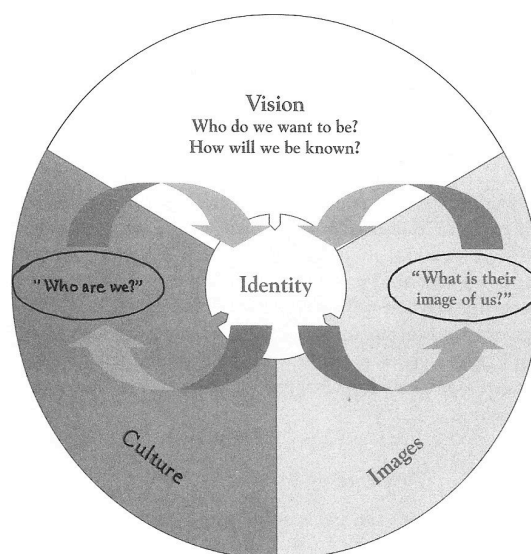 Vision
Who do we want to be?
How will we be known?
"Who are we?"
Identity
"What is their
image of us?"
Culture
Images